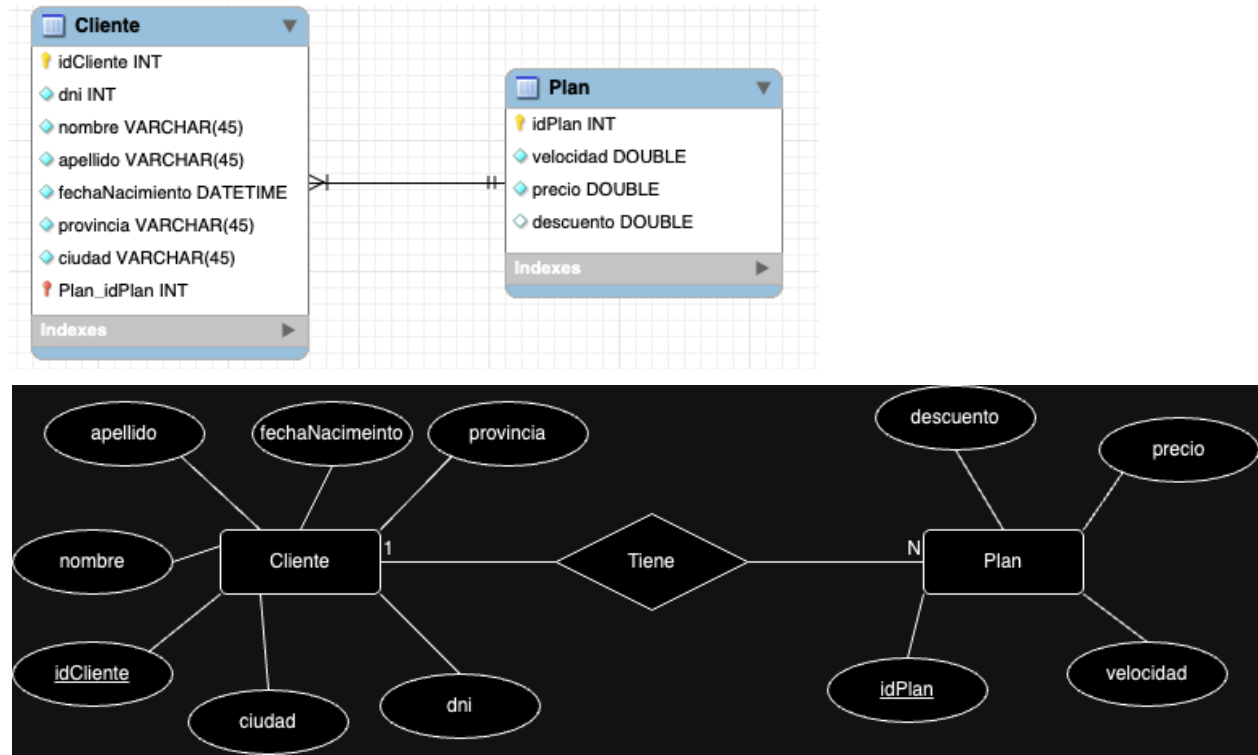 Cliente
idCliente INT
dni INT
nombre VARCHAR(45)
apellido VARCHAR(45)
fechaNacimiento DATETIME
provincia VARCHAR(45)
ciudad VARCHAR(45)
Plan_idPlan INT
Indexes
Plan
idPlan INT
velocidad DOUBLE
precio DOUBLE
descuento DOUBLE
Indexes
apellido
fechaNacimeinto
provincia
nombre
Cliente
1
idCliente
ciudad
dni
Tiene
descuento
precio
N
Plan
idPlan
velocidad